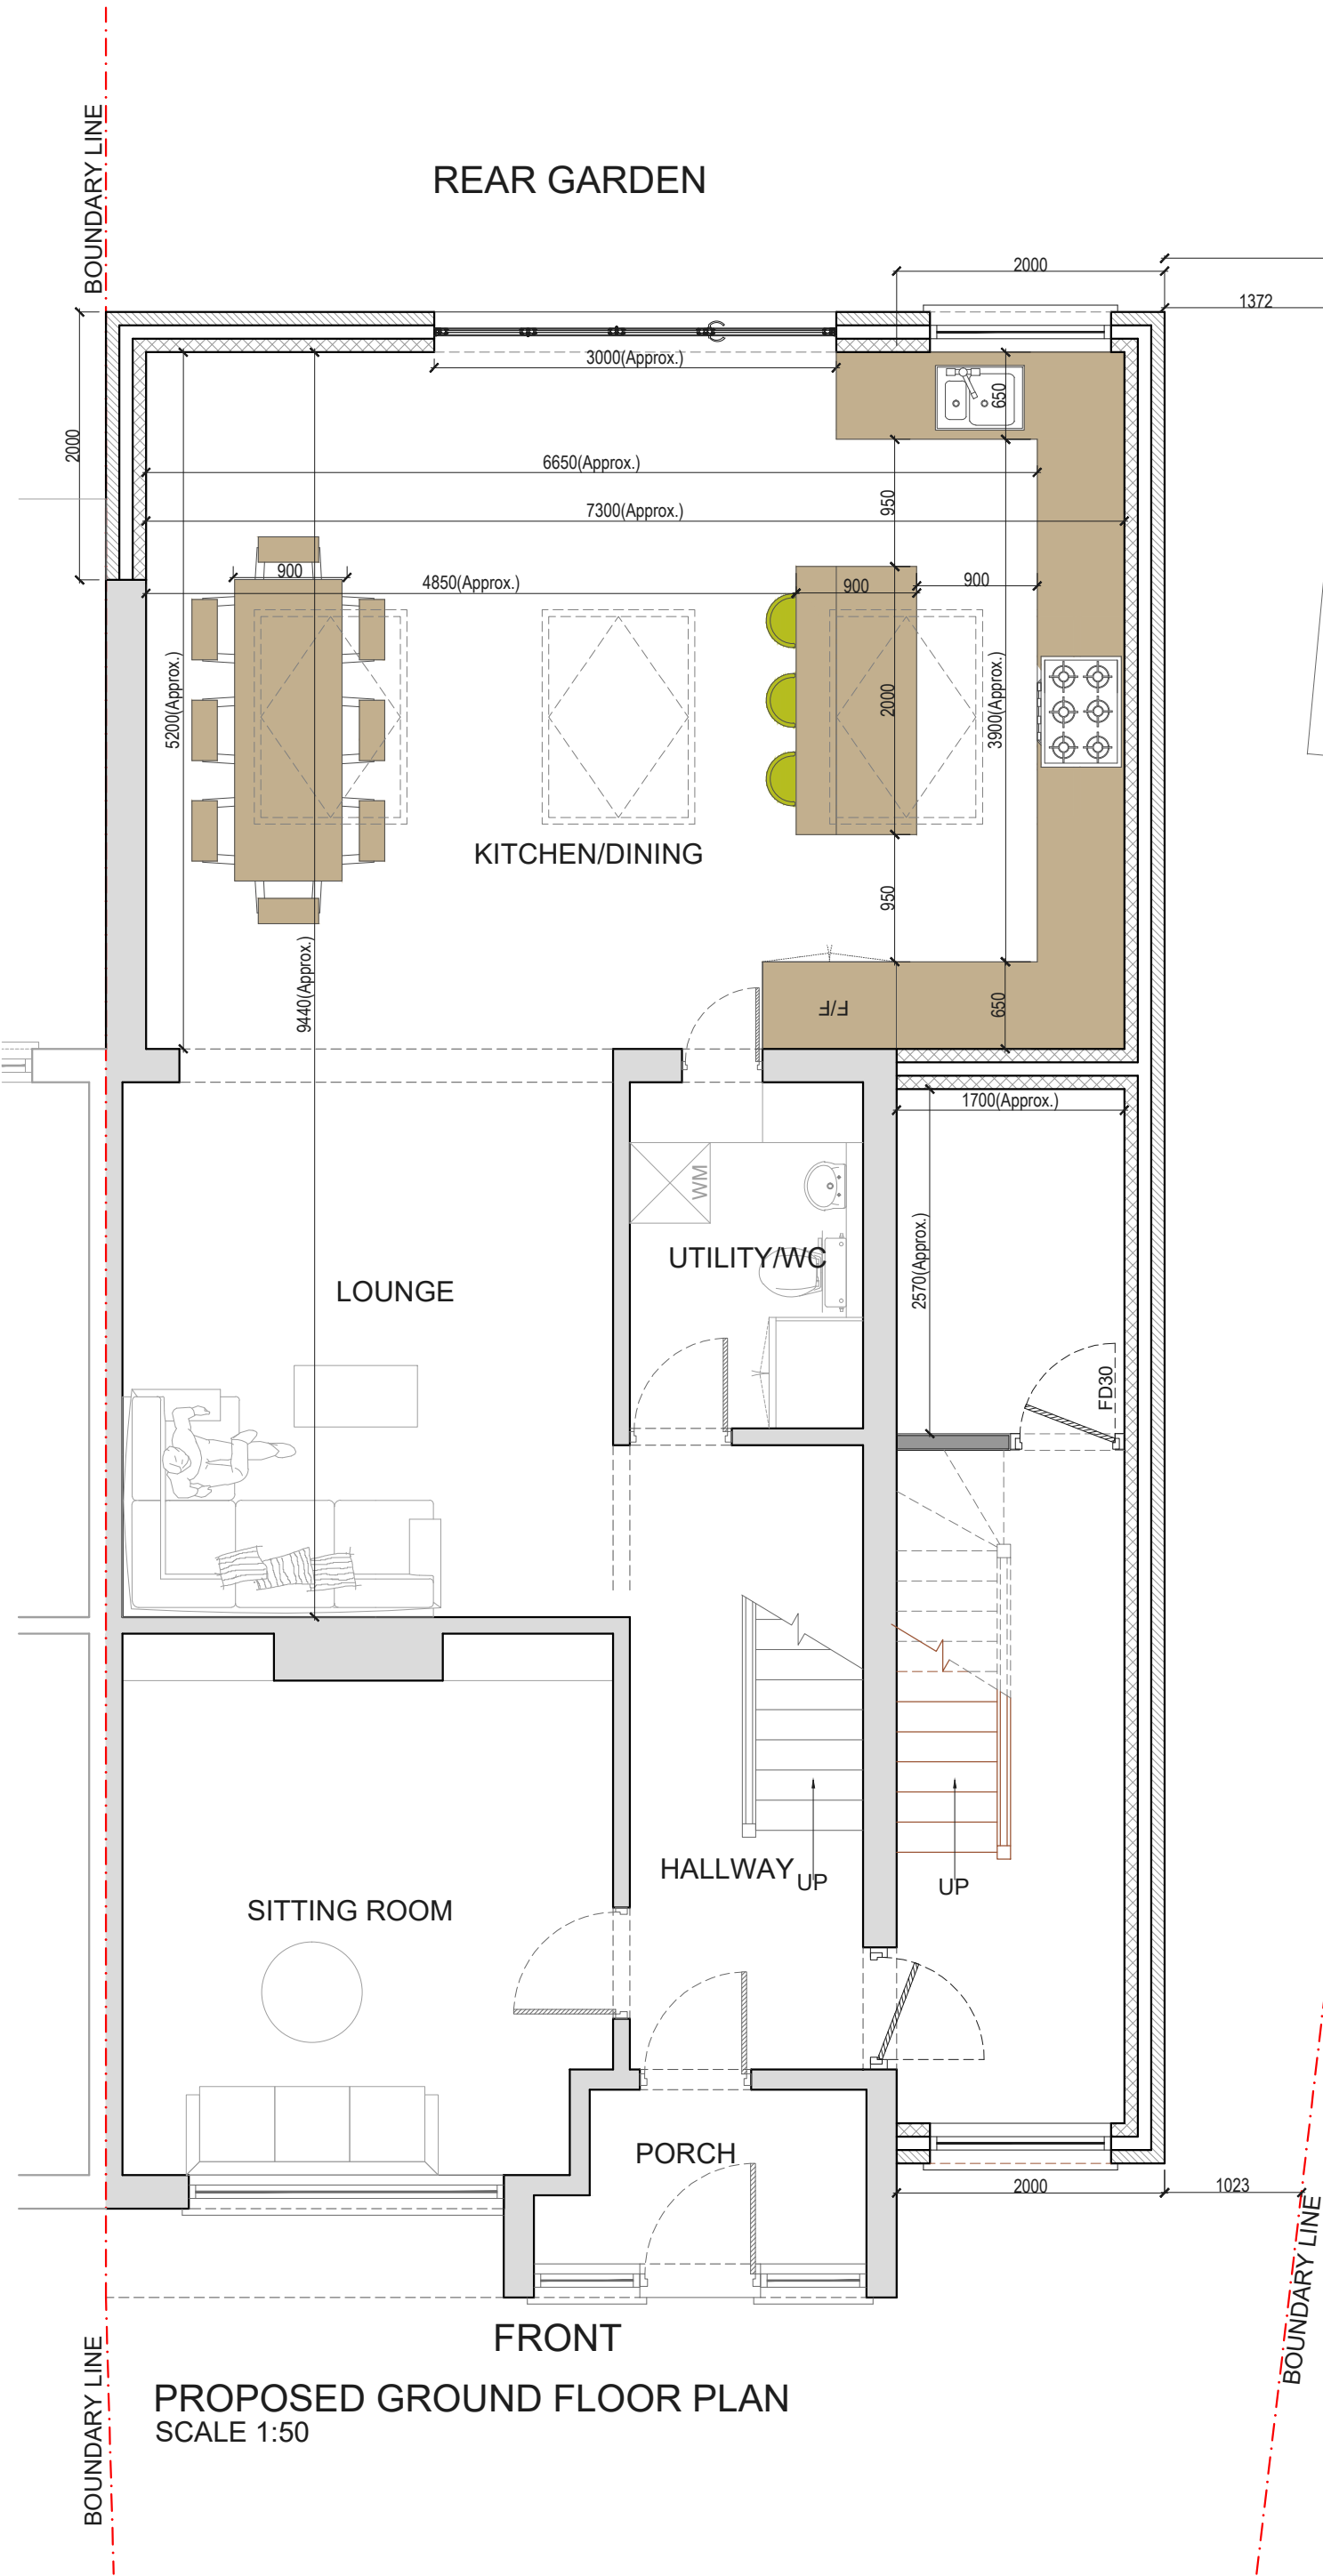 BOUNDARY LINE
REAR GARDEN
2000
1372
3000(Approx.)
650
2000
6650(Approx.)
950
7300(Approx.)
900
4850(Approx.)
900
900
5200(Approx.)
2000
3900(Approx.)
KITCHEN/DINING
950
9440(Approx.)
F/F
650
1700(Approx.)
WM
2570(Approx.)
UTILITY/WC
LOUNGE
FD30
HALLWAY
UP
UP
SITTING ROOM
PORCH
2000
1023
BOUNDARY LINE
FRONT
PROPOSED GROUND FLOOR PLAN
SCALE 1:50
BOUNDARY LINE